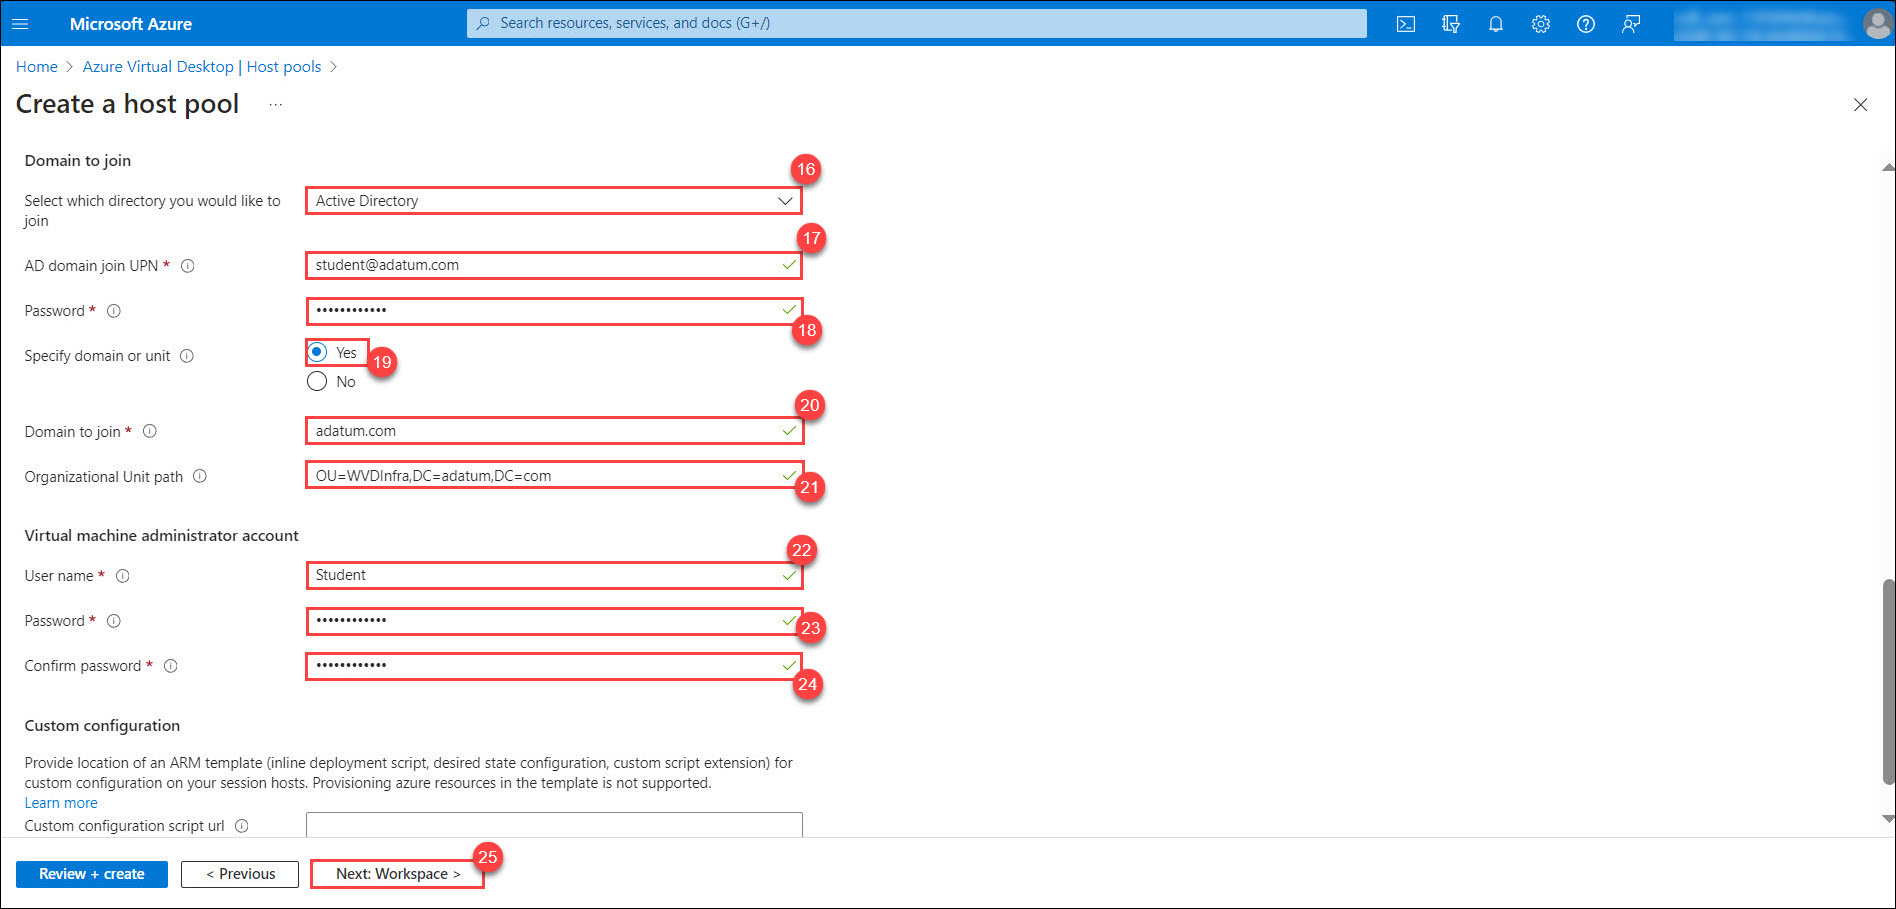 Microsoft Azure
Search resources, services, and docs (G+/)
Home > Azure Virtual Desktop | Host pools >
Create a host pool ...
Domain to join
16
Select which directory you would like to
join
Active Directory
17
AD domain join UPN * student@adatum.com
Password * ••••••••••••
18
Specify domain or unit
Yes
19
No
20
Domain to join * adatum.com
Organizational Unit path OU=WVDInfra,DC=adatum,DC=com
21
Virtual machine administrator account
22
User name * Student
Password * ••••••••••••
23
Confirm password * ••••••••••••
24
Custom configuration
Provide location of an ARM template (inline deployment script, desired state configuration, custom script extension) for
custom configuration on your session hosts. Provisioning azure resources in the template is not supported.
Learn more
Custom configuration script url
25
Review + create < Previous Next: Workspace >